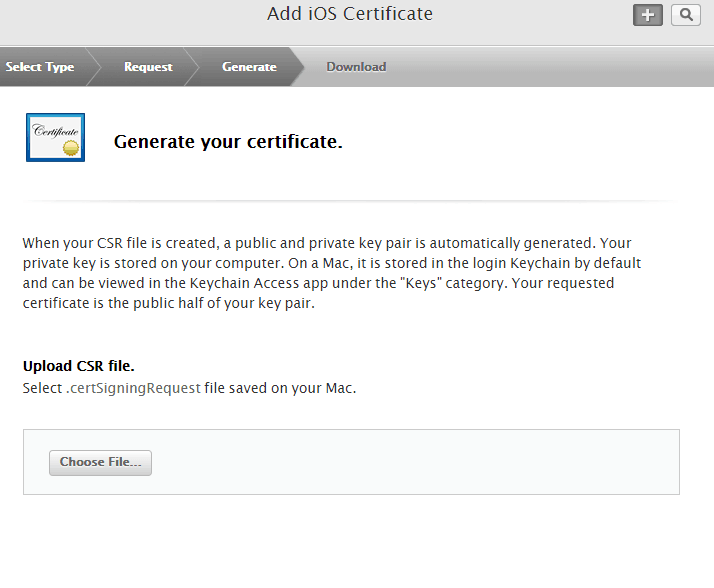 Add iOS Certificate
Select Type
Request
Generate
Download
Certificate
Generate your certificate.
When your CSR file is created, a public and private key pair is automatically generated. Your
private key is stored on your computer. On a Mac, it is stored in the login Keychain by default
and can be viewed in the Keychain Access app under the "Keys" category. Your requested
certificate is the public half of your key pair.
Upload CSR file.
Select .certSigningRequest file saved on your Mac.
Choose File...